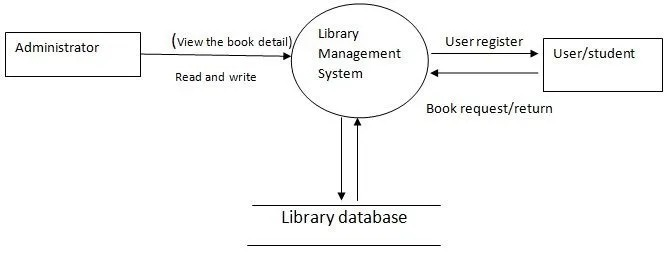 Administrator
(View the book detail)
Read and write
Library
Management
System
User register
User/student
Book request/return
Library database